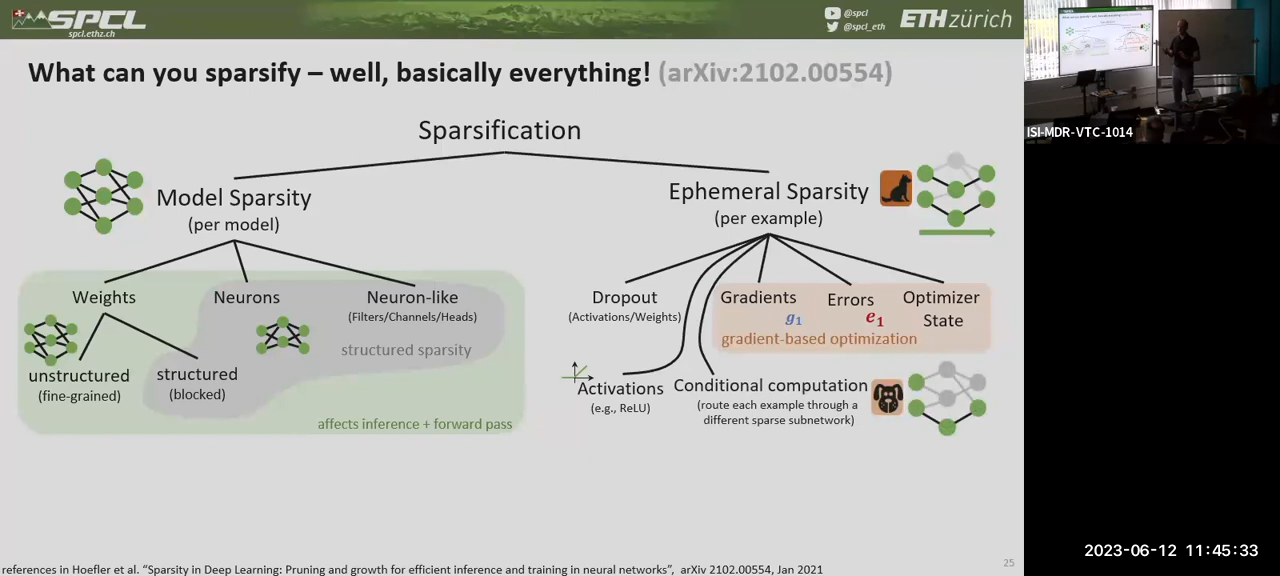 SPCL
spcl.ethz.ch
@spcl
@spcl_eth
ETH zürich
What can you sparsify – well, basically everything! (arXiv:2102.00554)
Sparsification
Model Sparsity
(per model)
Ephemeral Sparsity
(per example)
Weights
Neurons
Neuron-like
(Filters/Channels/Heads)
structured sparsity
unstructured
(fine-grained)
structured
(blocked)
affects inference + forward pass
Dropout
(Activations/Weights)
Gradients
g1
Errors
e1
Optimizer
State
gradient-based optimization
Activations
(e.g., ReLU)
Conditional computation
(route each example through a
different sparse subnetwork)
25
references in Hoefler et al. “Sparsity in Deep Learning: Pruning and growth for efficient inference and training in neural networks”, arXiv 2102.00554, Jan 2021
ISI-MDR-VTC-1014
2023-06-12 11:45:33